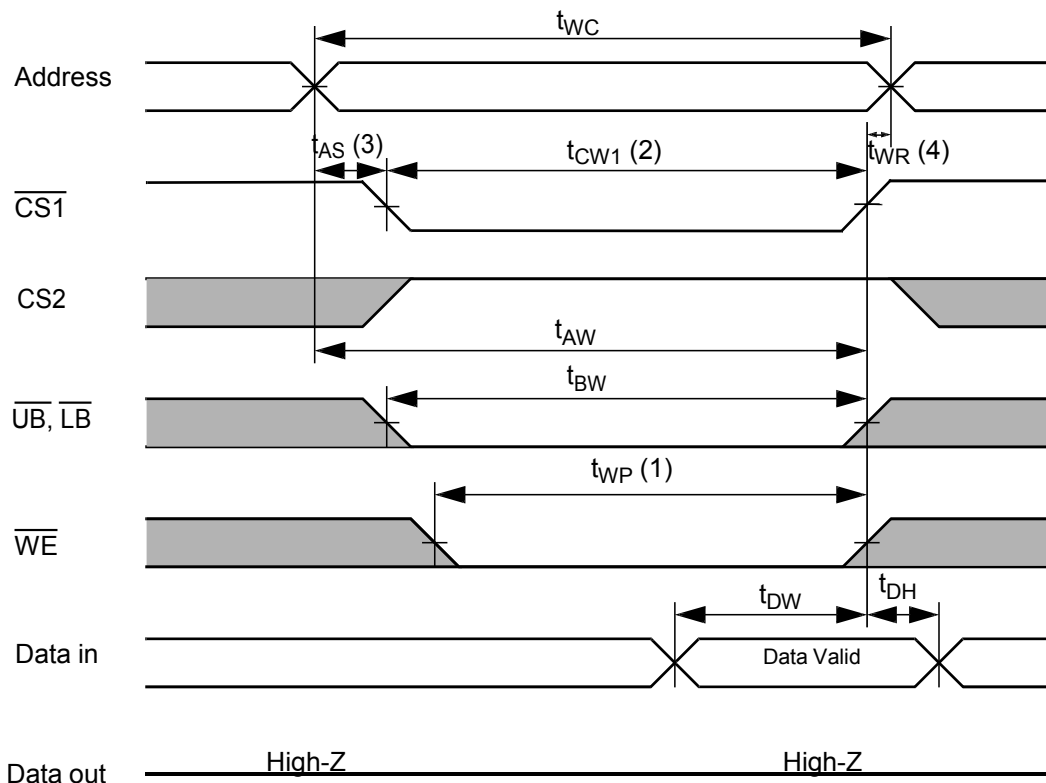 tWC
Address
tAS (3)
tCW1 (2)
tWR (4)
CS1
CS2
tAW
tBW
UB, LB
tWP (1)
WE
tDW
tDH
Data in
Data Valid
Data out
High-Z
High-Z